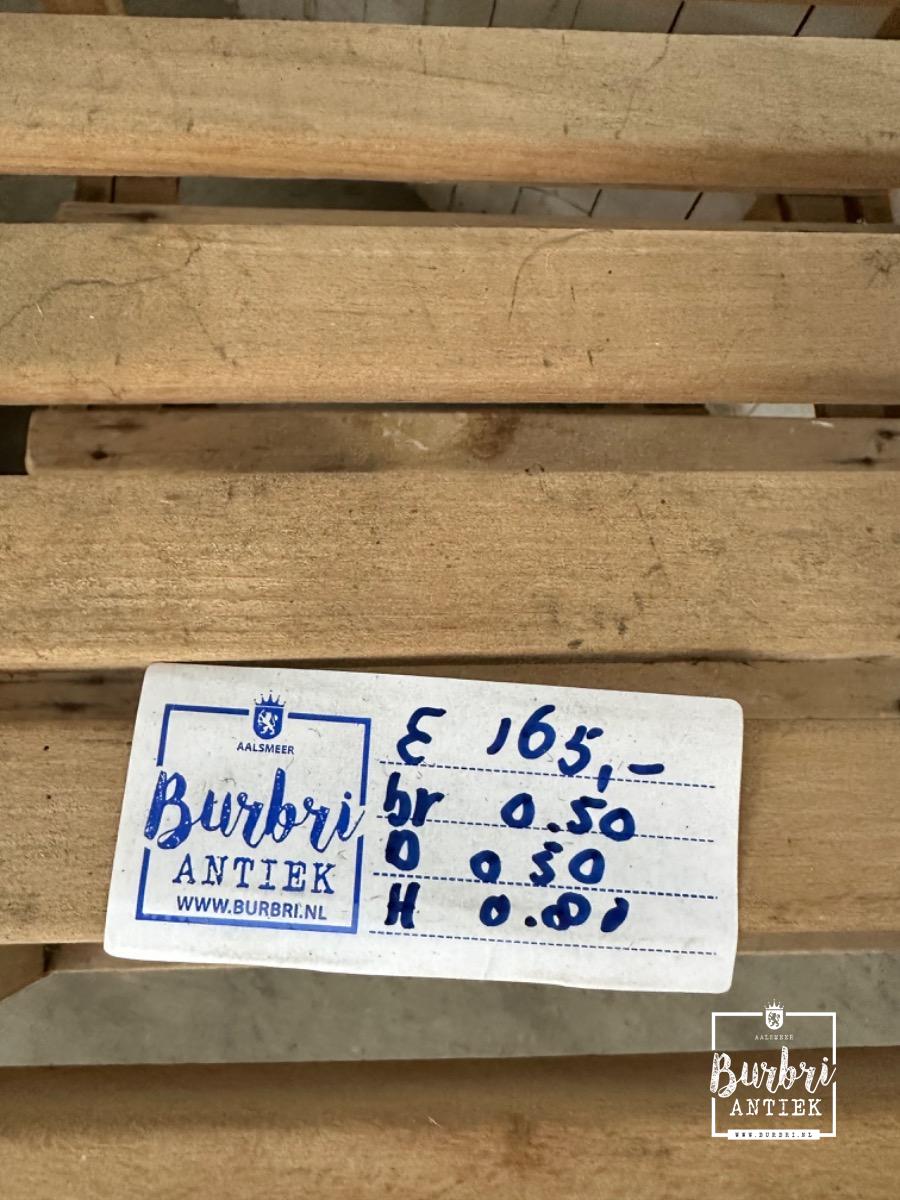 AALSMEER
Burbri
ANTIEK
WWW.BURBRI.NL
€ 165,-
br 0.50
D 0 50
H 0.80
AALSMEER
Burbri
ANTIEK
WWW.BURBRI.NL